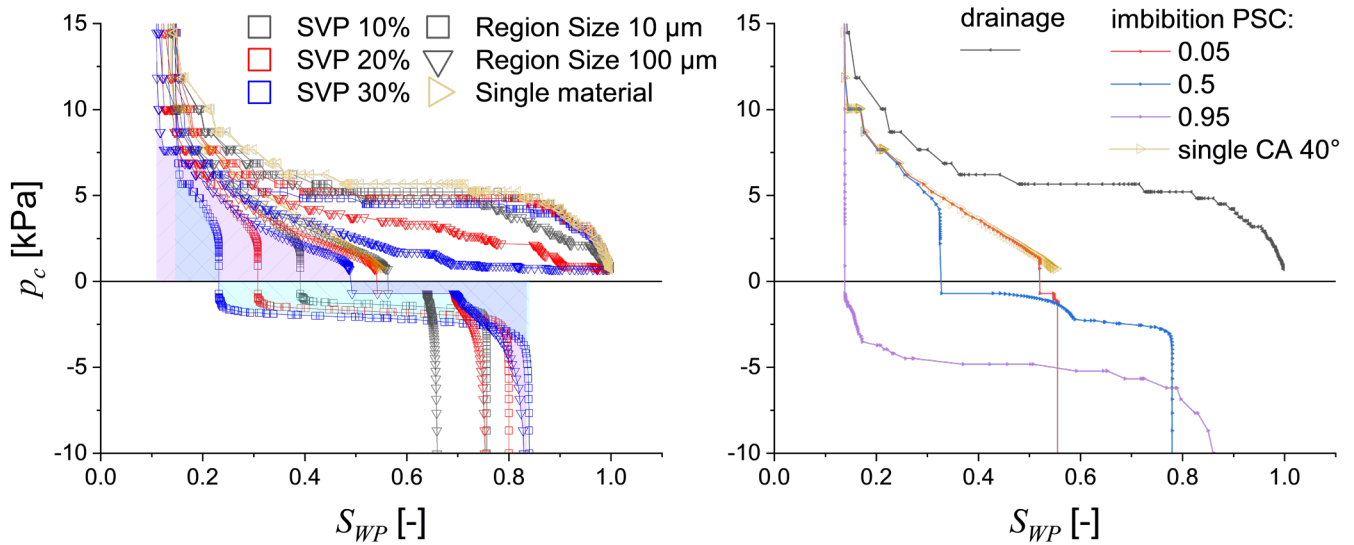 15
10
5
0
-5
-10
p_c [kPa]
SVP 10%
SVP 20%
SVP 30%
Region Size 10 µm
Region Size 100 µm
Single material
0.0 0.2 0.4 0.6 0.8 1.0
S_WP [-]
15
10
5
0
-5
-10
drainage
imbibition PSC:
0.05
0.5
0.95
single CA 40°
0.0 0.2 0.4 0.6 0.8 1.0
S_WP [-]